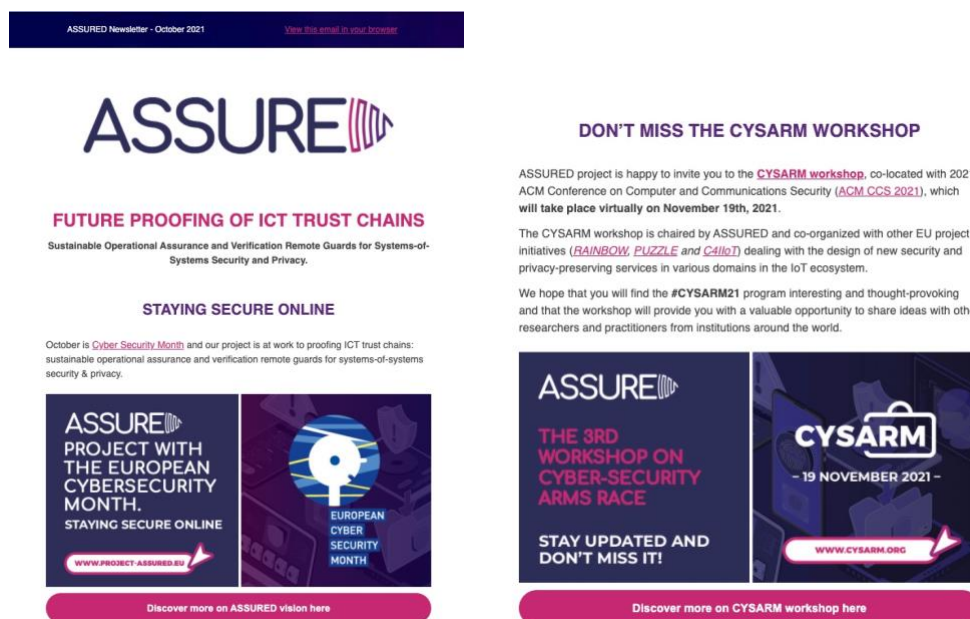 ASSURED Newsletter - October 2021
View this email in your browser
ASSURED
FUTURE PROOFING OF ICT TRUST CHAINS
Sustainable Operational Assurance and Verification Remote Guards for Systems-of-
Systems Security and Privacy.
STAYING SECURE ONLINE
October is Cyber Security Month and our project is at work to proofing ICT trust chains:
sustainable operational assurance and verification remote guards for systems-of-systems
security & privacy.
ASSURED
PROJECT WITH
THE EUROPEAN
CYBERSECURITY
MONTH.
STAYING SECURE ONLINE
WWW.PROJECT-ASSURED.EU
EUROPEAN
CYBER
SECURITY
MONTH
Discover more on ASSURED vision here
DON'T MISS THE CYSARM WORKSHOP
ASSURED project is happy to invite you to the CYSARM workshop, co-located with 202
ACM Conference on Computer and Communications Security (ACM CCS 2021), which
will take place virtually on November 19th, 2021.
The CYSARM workshop is chaired by ASSURED and co-organized with other EU project
initiatives (RAINBOW, PUZZLE and C4IIoT) dealing with the design of new security and
privacy-preserving services in various domains in the IoT ecosystem.
We hope that you will find the #CYSARM21 program interesting and thought-provoking
and that the workshop will provide you with a valuable opportunity to share ideas with oth
researchers and practitioners from institutions around the world.
ASSURED
THE 3RD
WORKSHOP ON
CYBER-SECURITY
ARMS RACE
STAY UPDATED AND
DON'T MISS IT!
CYSARM
– 19 NOVEMBER 2021 –
WWW.CYSARM.ORG
Discover more on CYSARM workshop here